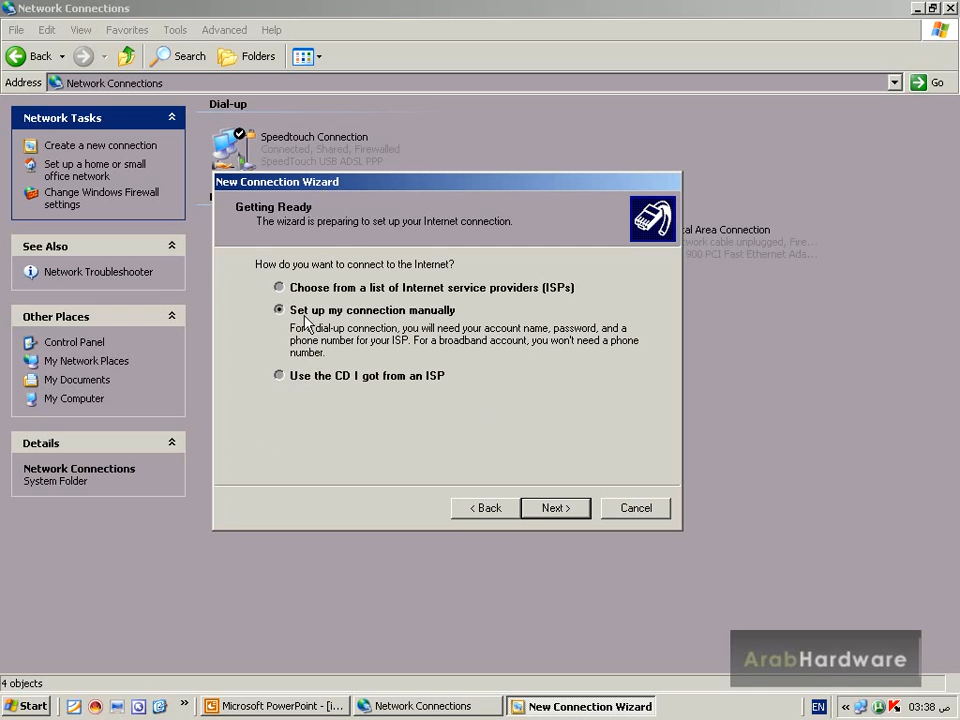 Network Connections
File Edit View Favorites Tools Advanced Help
Back Search Folders
Address Network Connections Go
Network Tasks
Create a new connection
Set up a home or small
office network
Change Windows Firewall
settings
See Also
Network Troubleshooter
Other Places
Control Panel
My Network Places
My Documents
My Computer
Details
Network Connections
System Folder
Dial-up
Speedtouch Connection
Connected, Shared, Firewalled
SpeedTouch USB ADSL PPP
cal Area Connection
work cable unplugged, Fire...
900 PCI Fast Ethernet Ada...
New Connection Wizard
Getting Ready
The wizard is preparing to set up your Internet connection.
How do you want to connect to the Internet?
Choose from a list of Internet service providers (ISPs)
Set up my connection manually
For dial-up connection, you will need your account name, password, and a
phone number for your ISP. For a broadband account, you won't need a phone
number.
Use the CD I got from an ISP
< Back Next > Cancel
ArabHardware
4 objects
Start Microsoft PowerPoint - [i... Network Connections New Connection Wizard EN 03:38 ص